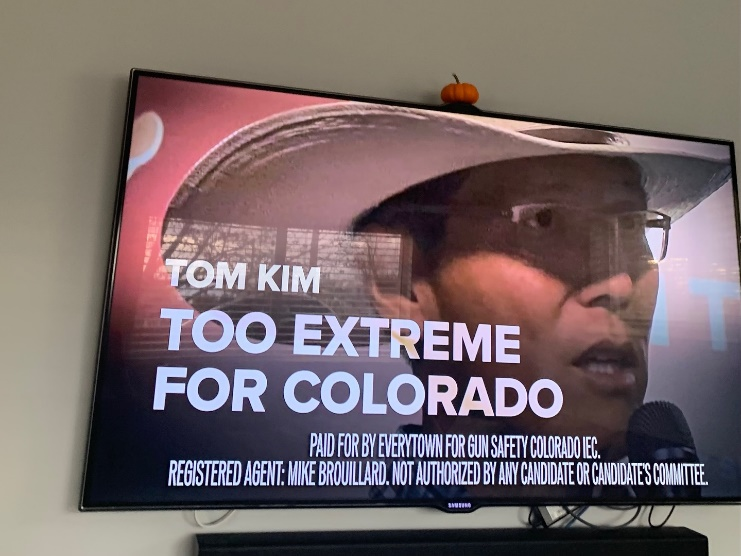 TOM KIM
TOO EXTREME
FOR COLORADO
PAID FOR BY EVERYTOWN FOR GUN SAFETY COLORADO IEC.
REGISTERED AGENT: MIKE BROUILLARD. NOT AUTHORIZED BY ANY CANDIDATE OR CANDIDATE'S COMMITTEE.
SAMSUNG